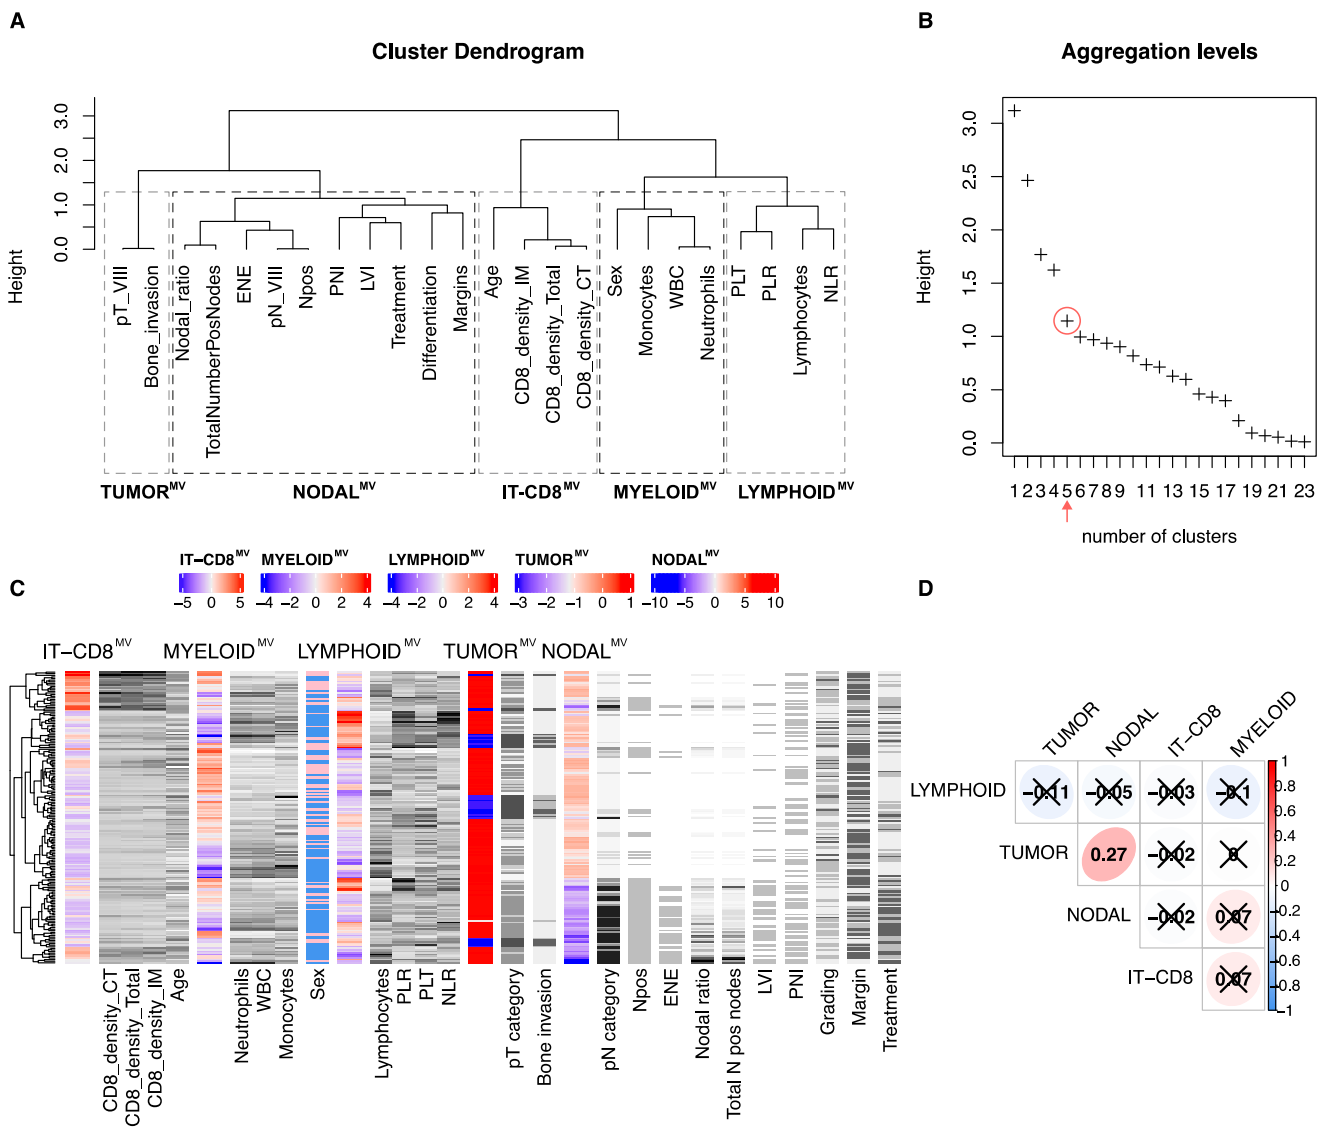 A
Cluster Dendrogram
Height
0.0 1.0 2.0 3.0
pT_VIII
Bone_invasion
Nodal_ratio
TotalNumberPosNodes
ENE
pN_VIII
Npos
PNI
LVI
Treatment
Differentiation
Margins
Age
CD8_density_IM
CD8_density_Total
CD8_density_CT
Sex
Monocytes
WBC
Neutrophils
PLT
PLR
Lymphocytes
NLR
TUMOR^MV NODAL^MV IT-CD8^MV MYELOID^MV LYMPHOID^MV
B
Aggregation levels
Height
0.0 0.5 1.0 1.5 2.0 2.5 3.0
1 2 3 4 5 6 7 8 9 11 13 15 17 19 21 23
number of clusters
C
IT−CD8^MV MYELOID^MV LYMPHOID^MV TUMOR^MV NODAL^MV
−5 0 5 −4 −2 0 2 4 −4 −2 0 2 4 −3 −2 −1 0 1 −10 −5 0 5 10
IT−CD8^MV MYELOID^MV LYMPHOID^MV TUMOR^MV NODAL^MV
CD8_density_CT
CD8_density_Total
CD8_density_IM
Age
Neutrophils
WBC
Monocytes
Sex
Lymphocytes
PLR
PLT
NLR
pT category
Bone invasion
pN category
Npos
ENE
Nodal ratio
Total N pos nodes
LVI
PNI
Grading
Margin
Treatment
D
TUMOR NODAL IT−CD8 MYELOID
LYMPHOID −0.11 −0.05 −0.03 −0.1
TUMOR 0.27 −0.02 0
NODAL −0.02 0.07
IT−CD8 0.07
1
0.8
0.6
0.4
0.2
0
−0.2
−0.4
−0.6
−0.8
−1